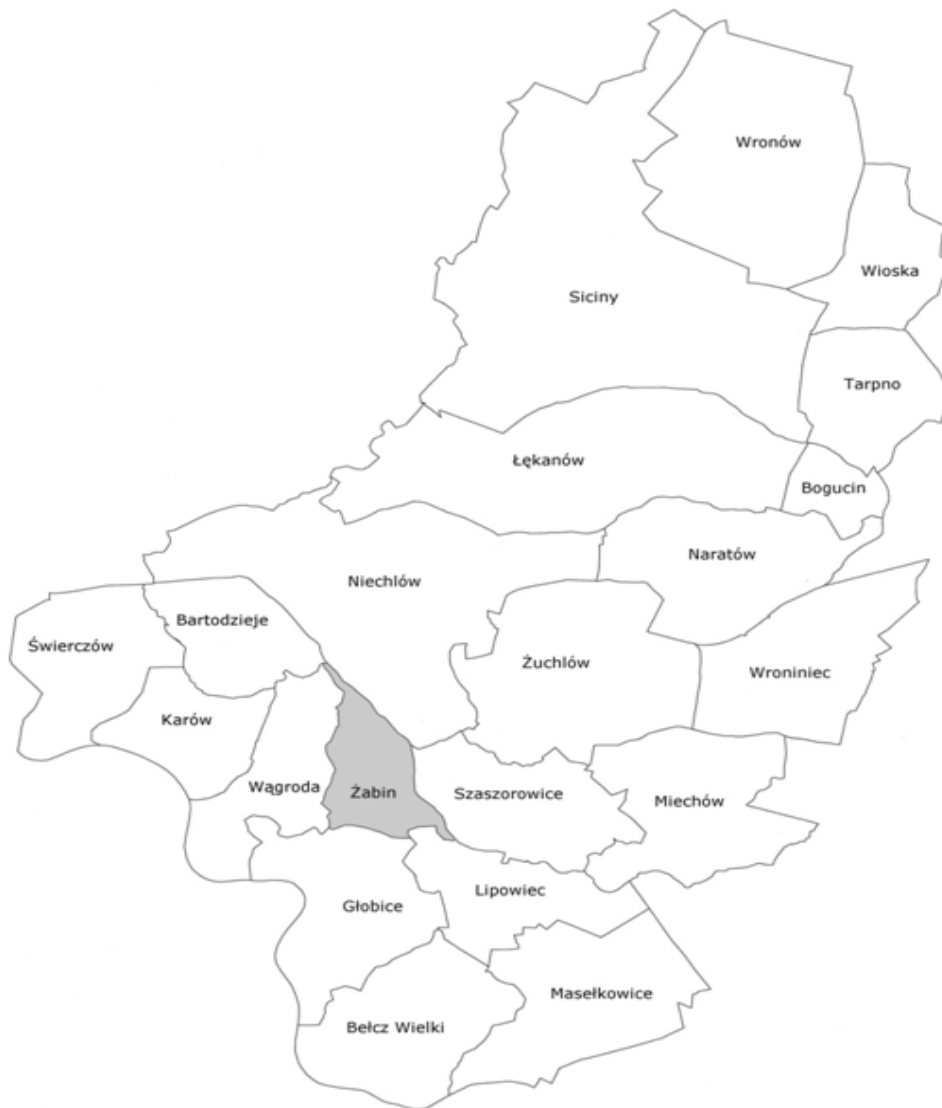 Wronów
Wioska
Siciny
Tarpno
Łękanów
Bogucin
Naratów
Niechlów
Bartodzieje
Świerczów
Żuchlów
Wroniniec
Karów
Wągroda
Żabin
Szaszorowice
Miechów
Lipowiec
Głobice
Masełkowice
Bełcz Wielki